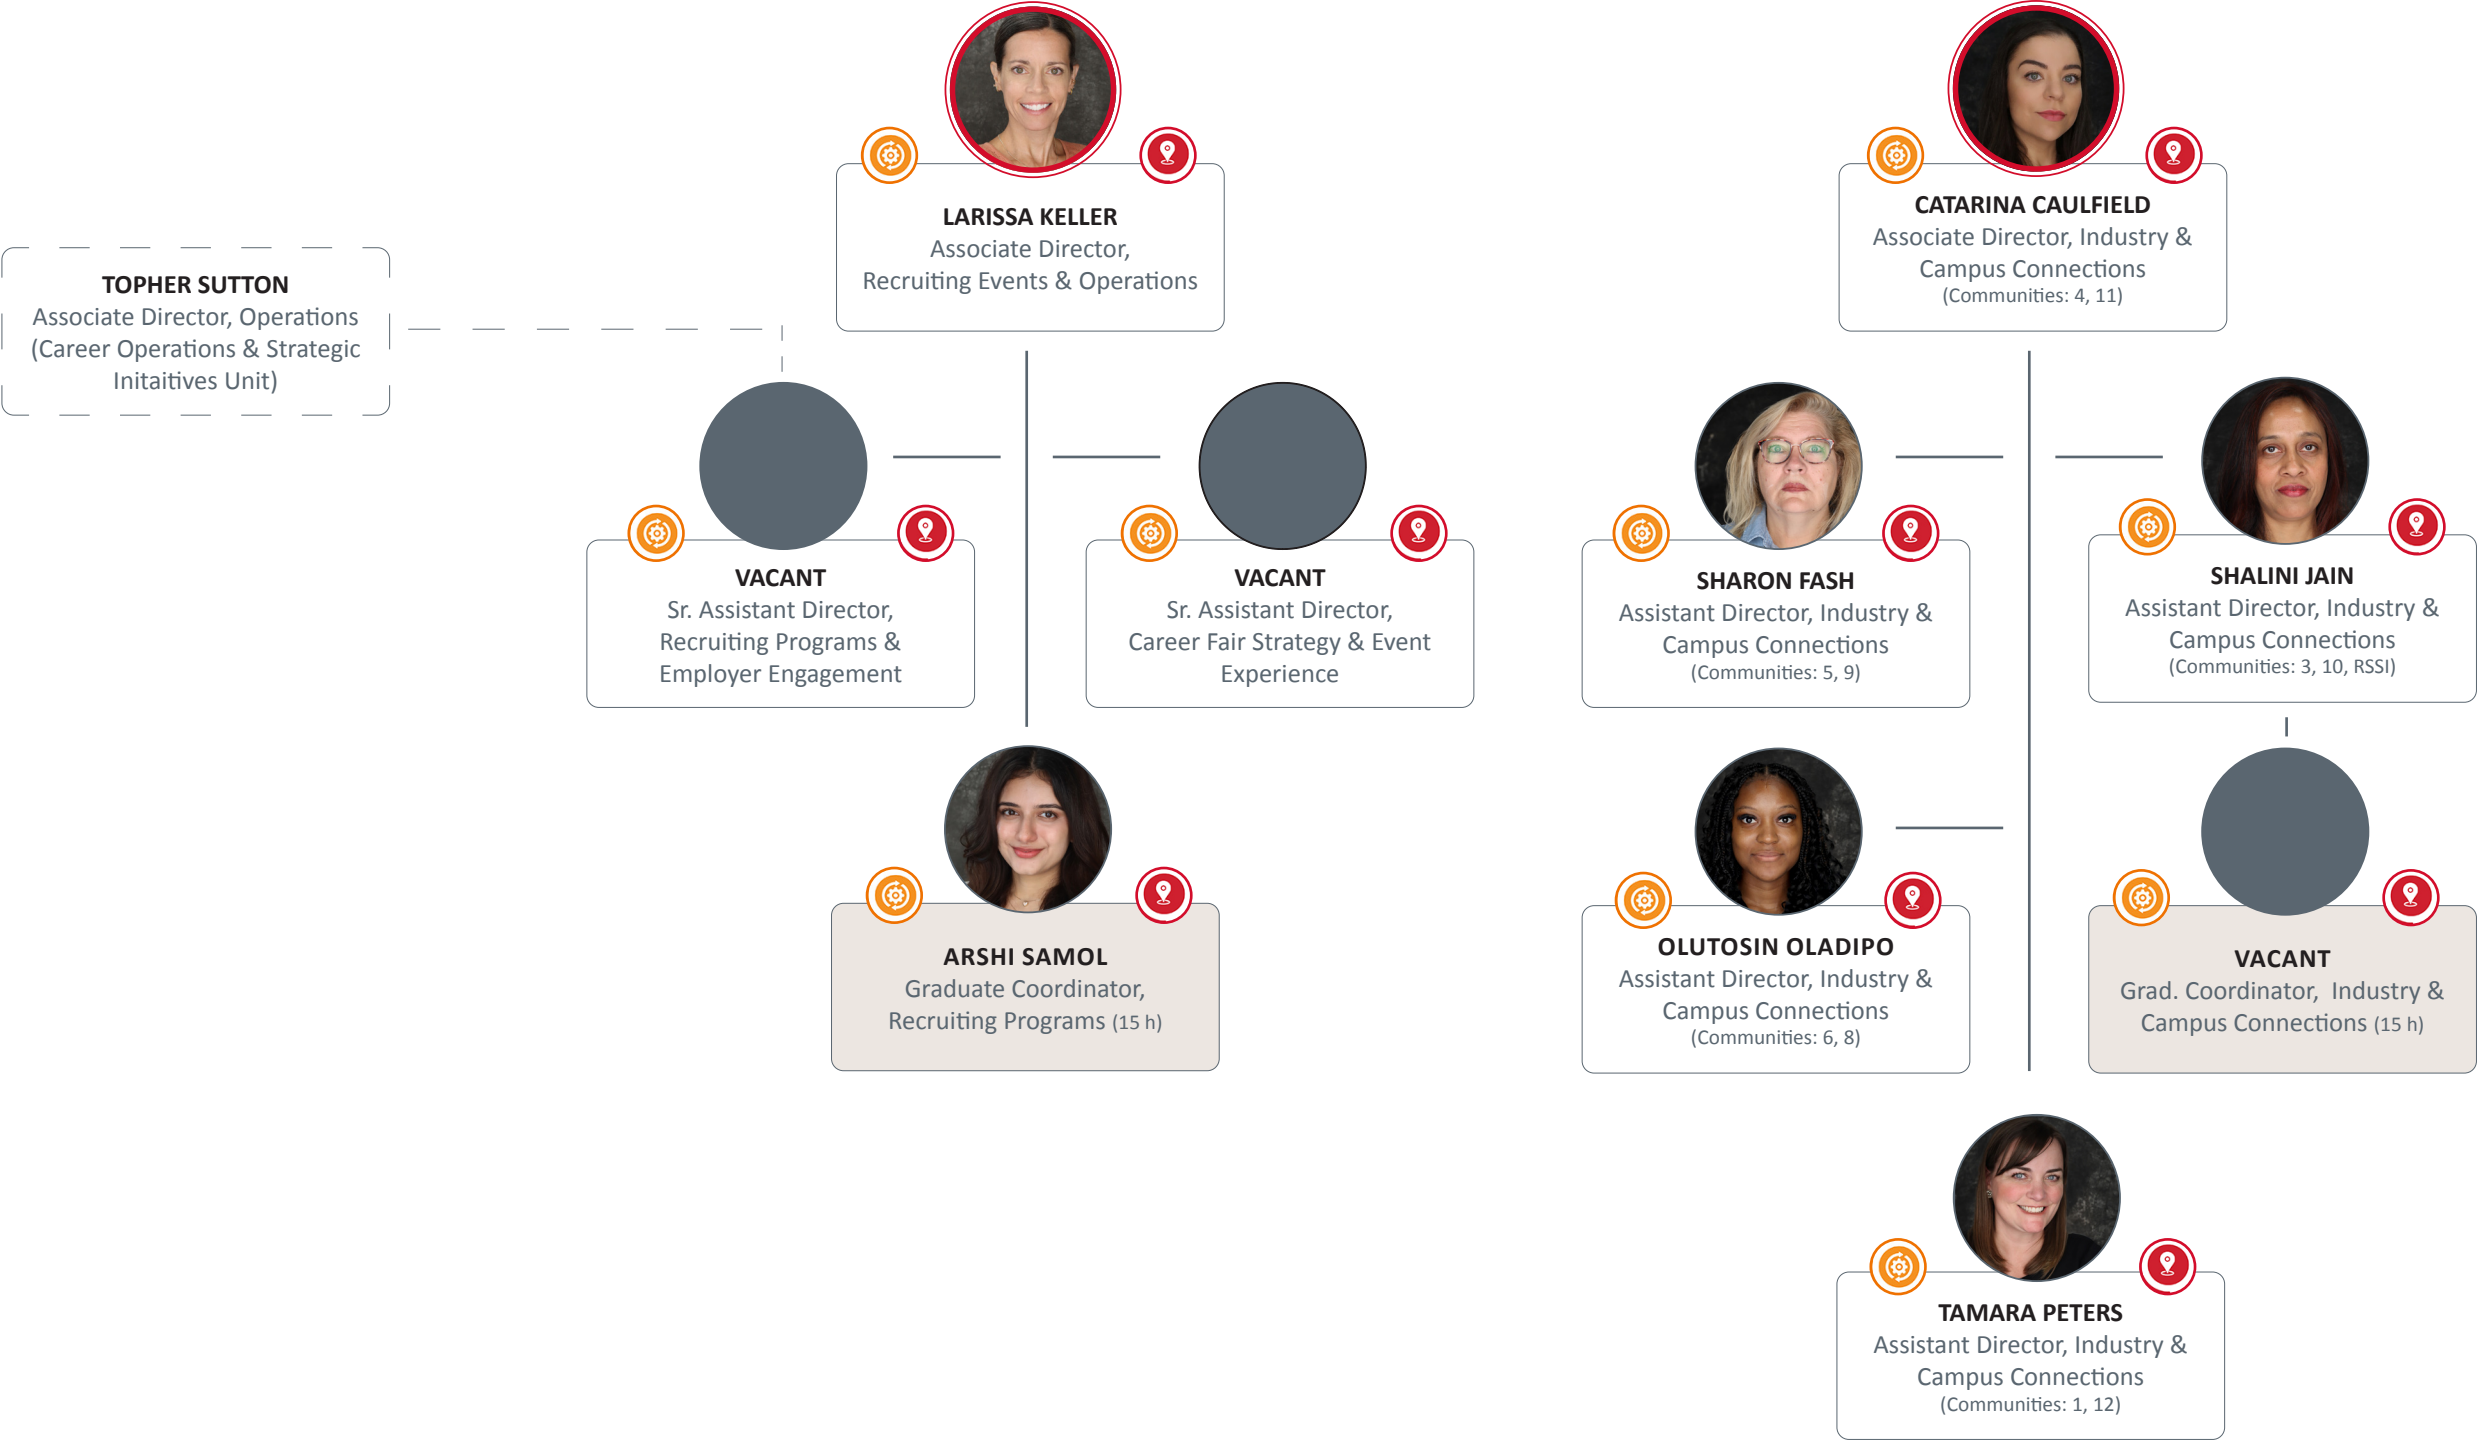 LARISSA KELLER
Associate Director,
Recruiting Events & Operations
CATARINA CAULFIELD
Associate Director, Industry &
Campus Connections
(Communities: 4, 11)
TOPHER SUTTON
Associate Director, Operations
(Career Operations & Strategic
Initaitives Unit)
VACANT
Sr. Assistant Director,
Recruiting Programs &
Employer Engagement
VACANT
Sr. Assistant Director,
Career Fair Strategy & Event
Experience
SHARON FASH
Assistant Director, Industry &
Campus Connections
(Communities: 5, 9)
SHALINI JAIN
Assistant Director, Industry &
Campus Connections
(Communities: 3, 10, RSSI)
ARSHI SAMOL
Graduate Coordinator,
Recruiting Programs (15 h)
OLUTOSIN OLADIPO
Assistant Director, Industry &
Campus Connections
(Communities: 6, 8)
VACANT
Grad. Coordinator, Industry &
Campus Connections (15 h)
TAMARA PETERS
Assistant Director, Industry &
Campus Connections
(Communities: 1, 12)